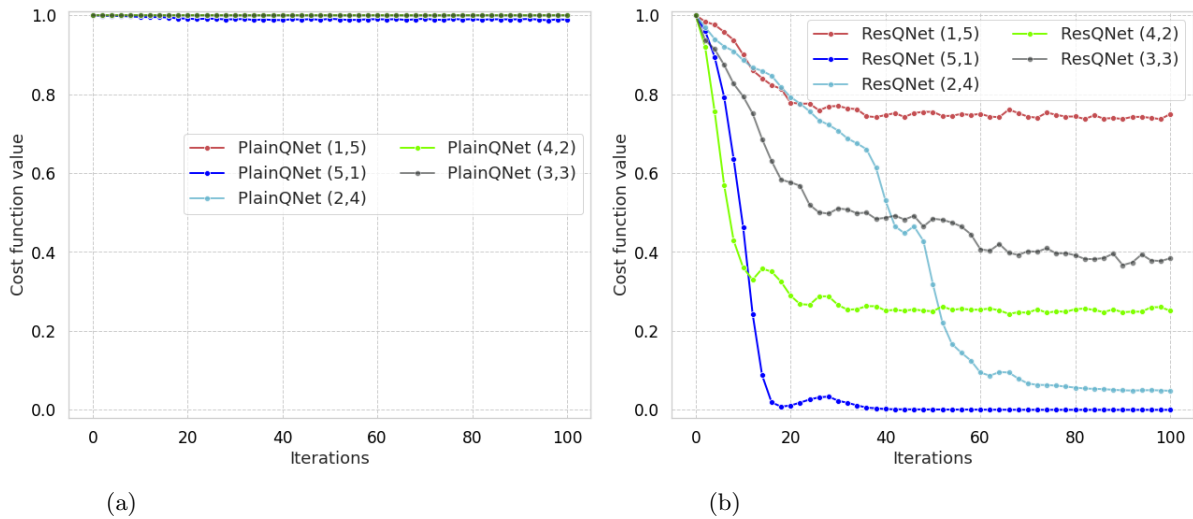 1.0
0.8
0.6
0.4
0.2
0.0
Cost function value
PlainQNet (1,5)
PlainQNet (5,1)
PlainQNet (2,4)
PlainQNet (4,2)
PlainQNet (3,3)
0
20
40
60
80
100
Iterations
(a)
1.0
0.8
0.6
0.4
0.2
0.0
Cost function value
ResQNet (1,5)
ResQNet (5,1)
ResQNet (2,4)
ResQNet (4,2)
ResQNet (3,3)
0
20
40
60
80
100
Iterations
(b)